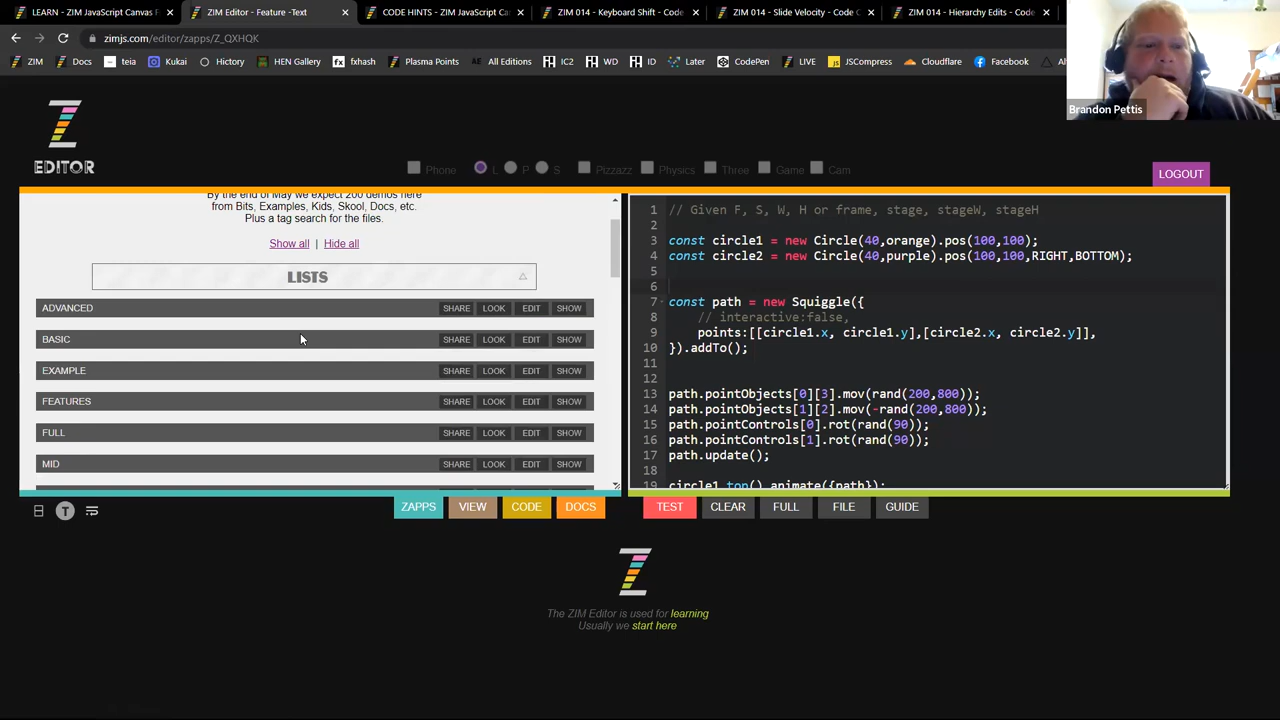 LEARN - ZIM JavaScript Canvas F
ZIM Editor - Feature -Text
CODE HINTS - ZIM JavaScript Ca
ZIM 014 - Keyboard Shift - Code
ZIM 014 - Slide Velocity - Code C
ZIM 014 - Hierarchy Edits - Code
zimjs.com/editor/zapps/Z_QXHQK
ZIM
Docs
teia
Kukai
History
HEN Gallery
fxhash
Plasma Points
All Editions
IC2
WD
ID
Later
CodePen
LIVE
JSCompress
Cloudflare
Facebook
Brandon Pettis
EDITOR
Phone L P S Pizzazz Physics Three Game Cam
LOGOUT
By the end of May we expect 200 demos here
from Bits, Examples, Kids, Skool, Docs, etc.
Plus a tag search for the files.
Show all | Hide all
LISTS
ADVANCED SHARE LOOK EDIT SHOW
BASIC SHARE LOOK EDIT SHOW
EXAMPLE SHARE LOOK EDIT SHOW
FEATURES SHARE LOOK EDIT SHOW
FULL SHARE LOOK EDIT SHOW
MID SHARE LOOK EDIT SHOW
1 // Given F, S, W, H or frame, stage, stageW, stageH
2
3 const circle1 = new Circle(40,orange).pos(100,100);
4 const circle2 = new Circle(40,purple).pos(100,100,RIGHT,BOTTOM);
5
6
7 const path = new Squiggle({
8 // interactive:false,
9 points:[[circle1.x, circle1.y],[circle2.x, circle2.y]],
10 }).addTo();
11
12
13 path.pointObjects[0][3].mov(rand(200,800));
14 path.pointObjects[1][2].mov(-rand(200,800));
15 path.pointControls[0].rot(rand(90));
16 path.pointControls[1].rot(rand(90));
17 path.update();
18
19 circle1.top().animate({path});
T
ZAPPS VIEW CODE DOCS
TEST CLEAR FULL FILE GUIDE
The ZIM Editor is used for learning
Usually we start here